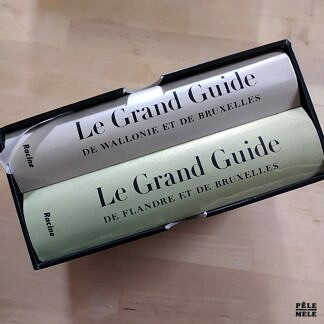 Le Grand Guide
DE WALLONIE ET DE BRUXELLES
Racine
Le Grand Guide
DE FLANDRE ET DE BRUXELLES
Racine
PÊLE
MÊLE